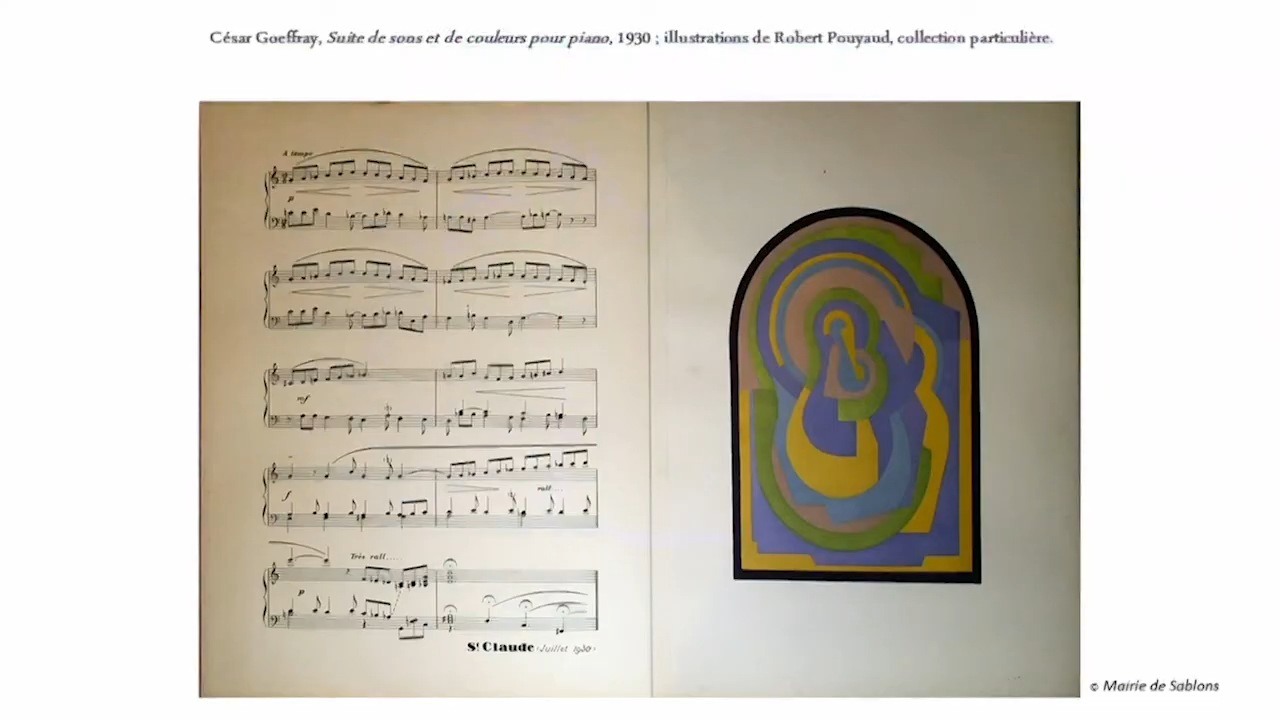 César Goeffray, Suite de sons et de couleurs pour piano, 1930 ; illustrations de Robert Pouyaud, collection particulière.
A tempo
p
mf
f
rall...
Très rall....
p
St Claude - Juillet 1930 -
© Mairie de Sablons